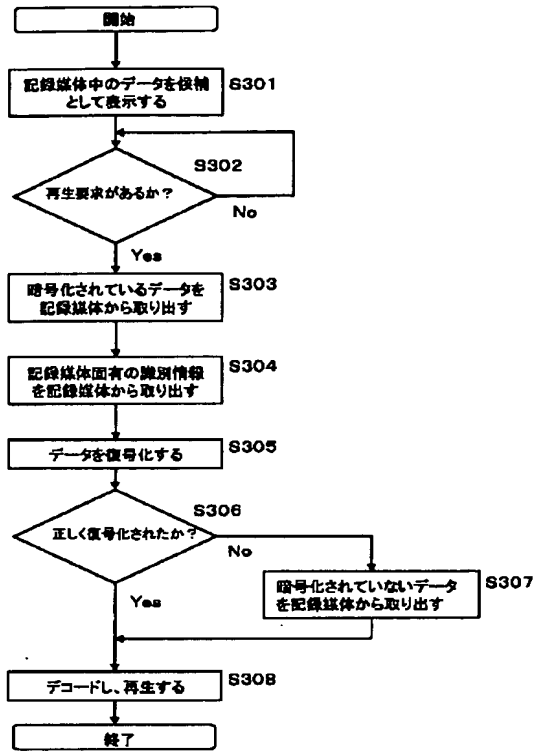 開始
記録媒体中のデータを候補
として表示する
S301
S302
再生要求があるか？
No
Yes
暗号化されているデータを
記録媒体から取り出す
S303
記録媒体固有の識別情報
を記録媒体から取り出す
S304
データを復号化する
S305
S306
正しく復号化されたか？
No
Yes
暗号化されていないデータ
を記録媒体から取り出す
S307
デコードし、再生する
S308
終了